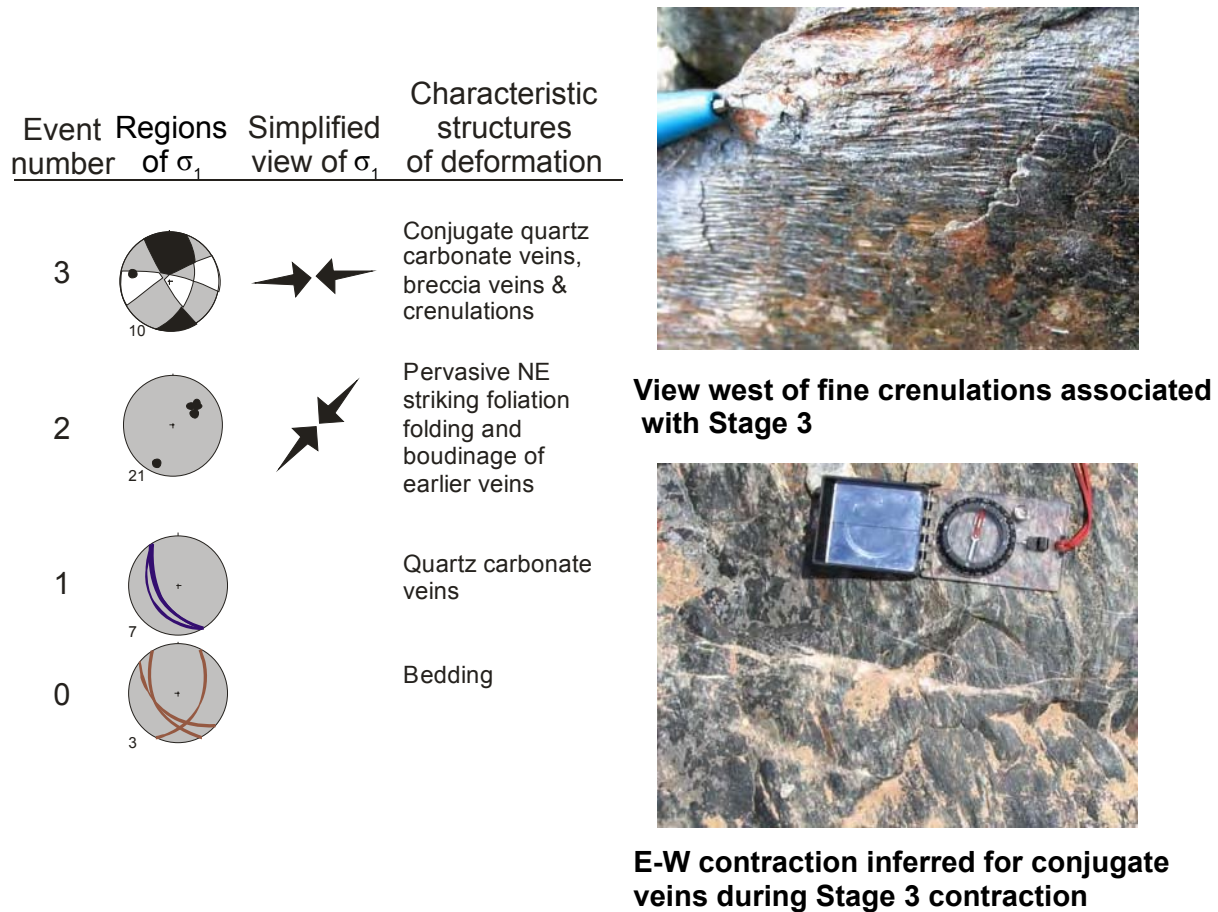 Event
number
Regions
of σ1
Simplified
view of σ1
Characteristic
structures
of deformation
3
10
Conjugate quartz
carbonate veins,
breccia veins &
crenulations
2
21
Pervasive NE
striking foliation
folding and
boudinage of
earlier veins
1
7
Quartz carbonate
veins
0
3
Bedding
View west of fine crenulations associated
with Stage 3
E-W contraction inferred for conjugate
veins during Stage 3 contraction